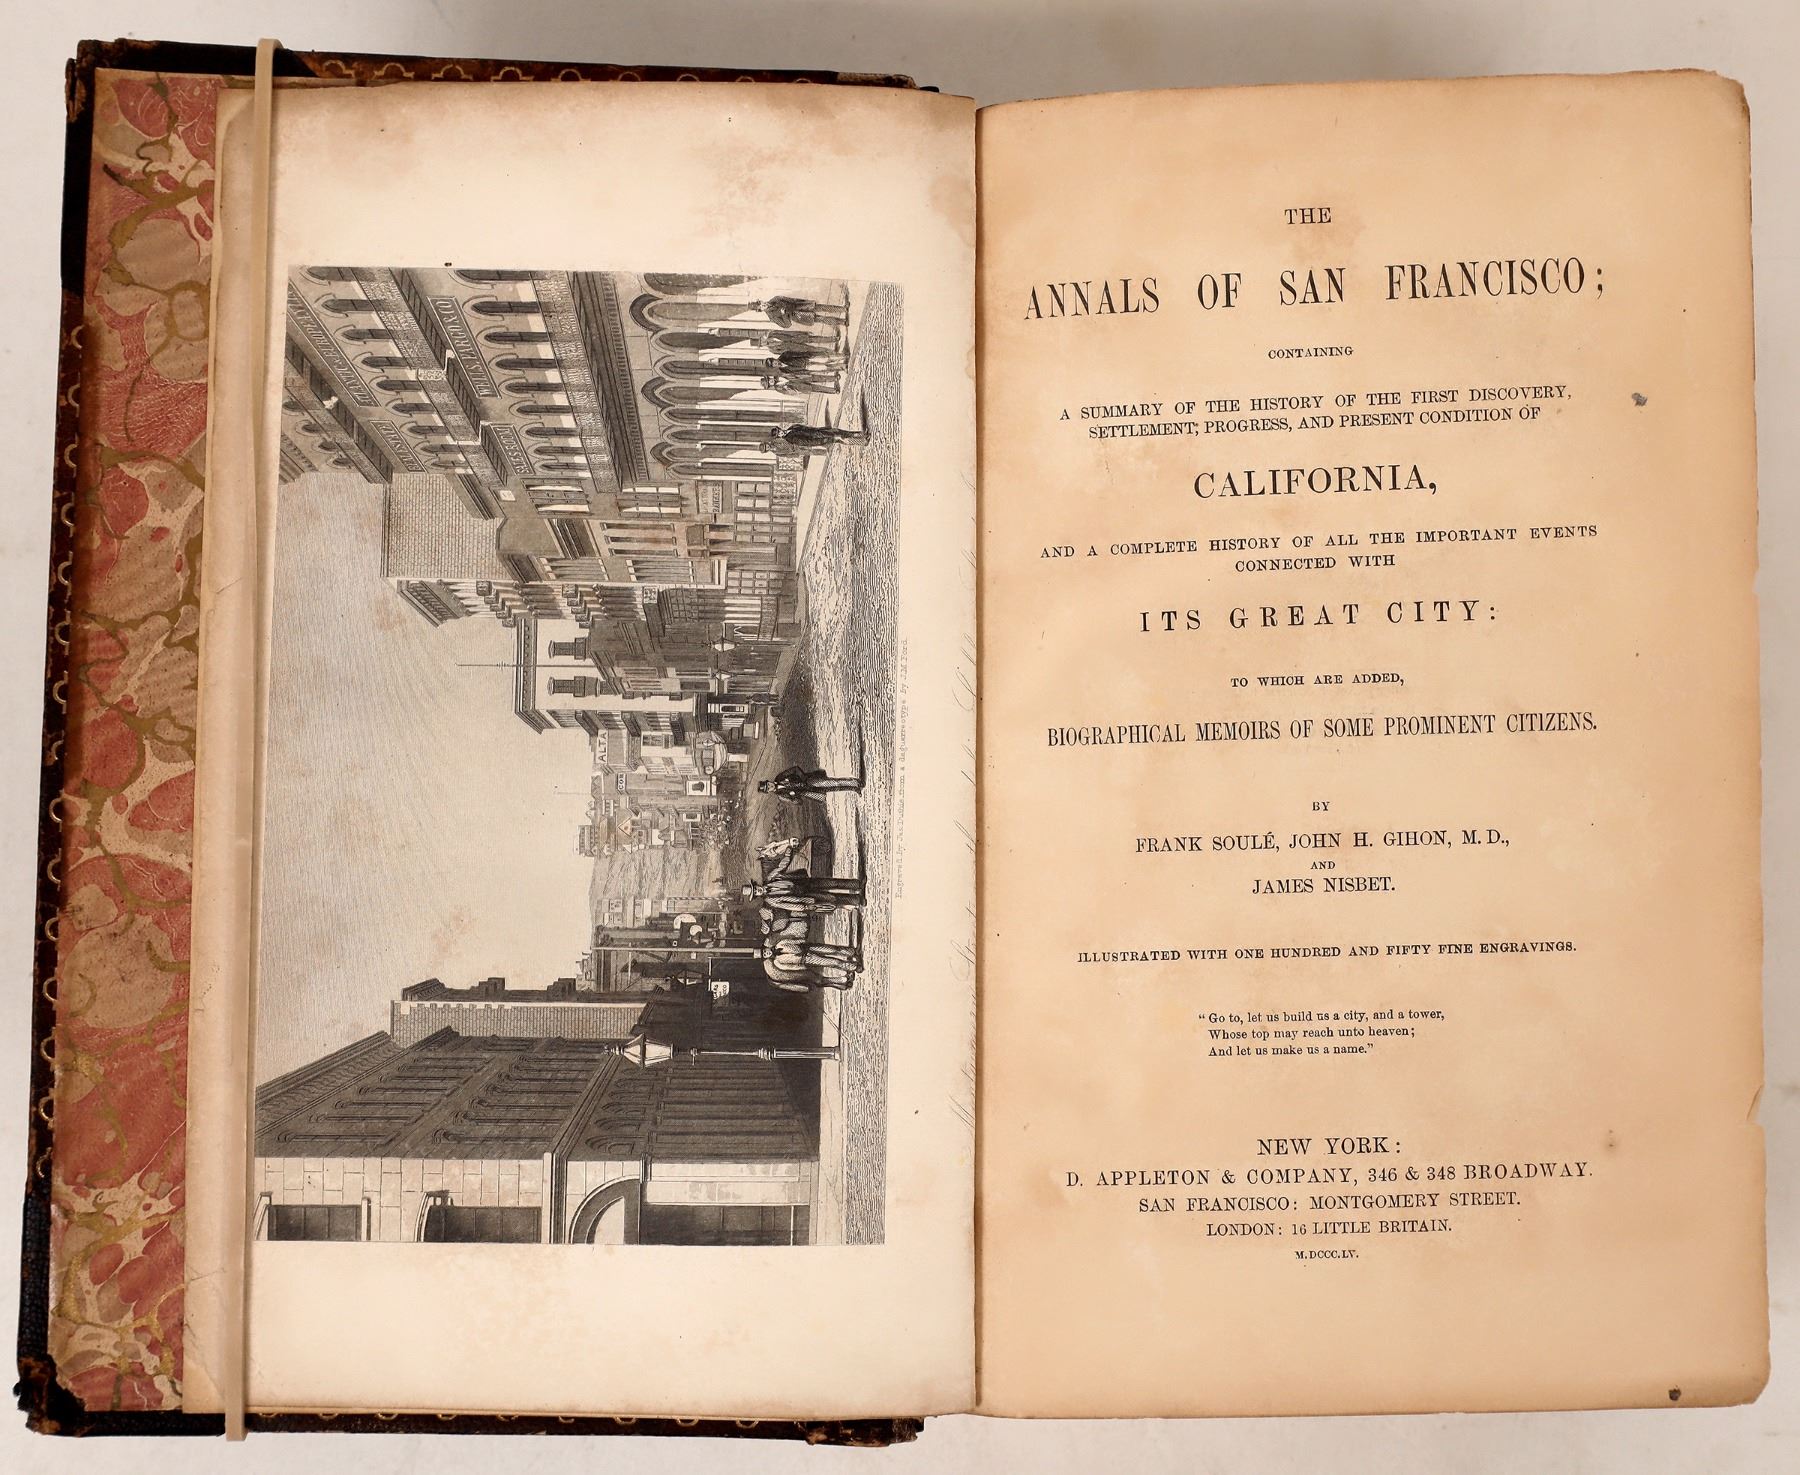 THE
ANNALS OF SAN FRANCISCO;
CONTAINING
A SUMMARY OF THE HISTORY OF THE FIRST DISCOVERY,
SETTLEMENT, PROGRESS, AND PRESENT CONDITION OF
CALIFORNIA,
AND A COMPLETE HISTORY OF ALL THE IMPORTANT EVENTS
CONNECTED WITH
ITS GREAT CITY:
TO WHICH ARE ADDED,
BIOGRAPHICAL MEMOIRS OF SOME PROMINENT CITIZENS.
BY
FRANK SOULÉ, JOHN H. GIHON, M. D.,
AND
JAMES NISBET.
ILLUSTRATED WITH ONE HUNDRED AND FIFTY FINE ENGRAVINGS.
“Go to, let us build us a city, and a tower,
Whose top may reach unto heaven;
And let us make us a name.”
NEW YORK:
D. APPLETON & COMPANY, 346 & 348 BROADWAY.
SAN FRANCISCO: MONTGOMERY STREET.
LONDON: 16 LITTLE BRITAIN.
M.DCCC.LV.
WELLS FARGO & CO
ALTA
from a daguerreotype by J.M. Ford